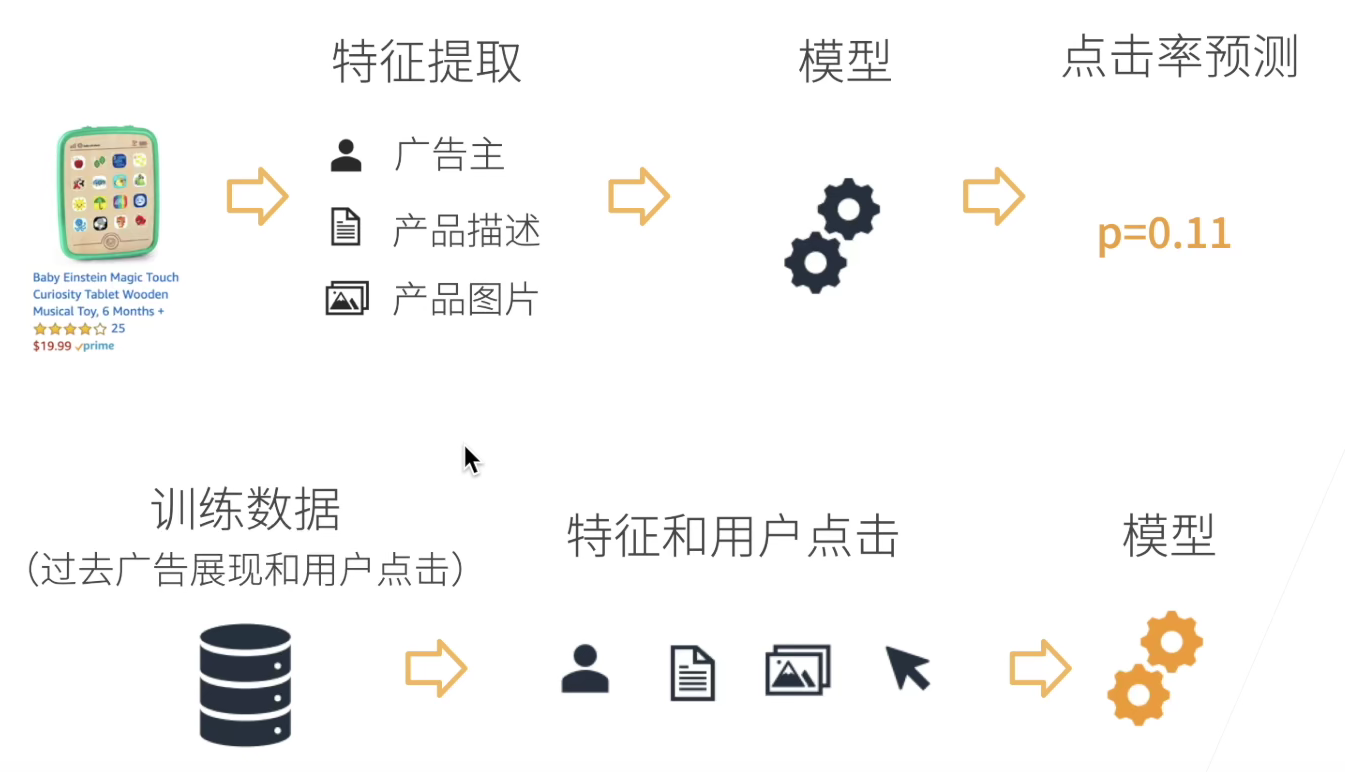 特征提取
模型
点击率预测
广告主
产品描述
产品图片
p=0.11
Baby Einstein Magic Touch
Curiosity Tablet Wooden
Musical Toy, 6 Months +
25
$19.99 prime
训练数据
（过去广告展现和用户点击）
特征和用户点击
模型